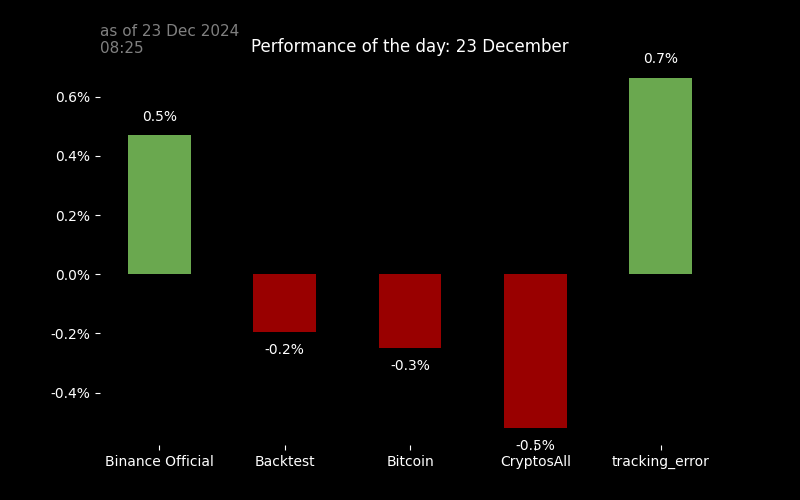 as of 23 Dec 2024
08:25
Performance of the day: 23 December
0.7%
0.6%
0.5%
0.4%
0.2%
0.0%
-0.2%
-0.2%
-0.3%
-0.4%
-0.5%
Binance Official
Backtest
Bitcoin
CryptosAll
tracking_error